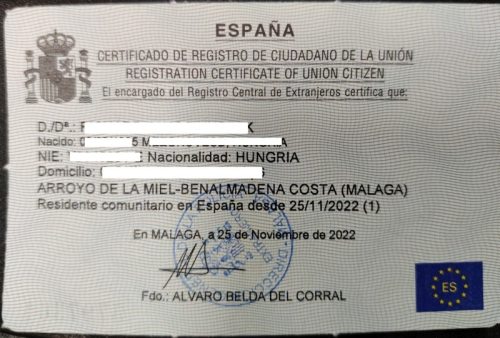 ESPAÑA
CERTIFICADO DE REGISTRO DE CIUDADANO DE LA UNIÓN
REGISTRATION CERTIFICATE OF UNION CITIZEN
El encargado del Registro Central de Extranjeros certifica que:
D./Dª.:
Nacido:
NIE: Nacionalidad: HUNGRIA
Domicilio:
ARROYO DE LA MIEL-BENALMADENA COSTA (MALAGA)
Residente comunitario en España desde 25/11/2022 (1)
En MALAGA, a 25 de Noviembre de 2022
Fdo.: ALVARO BELDA DEL CORRAL
ES